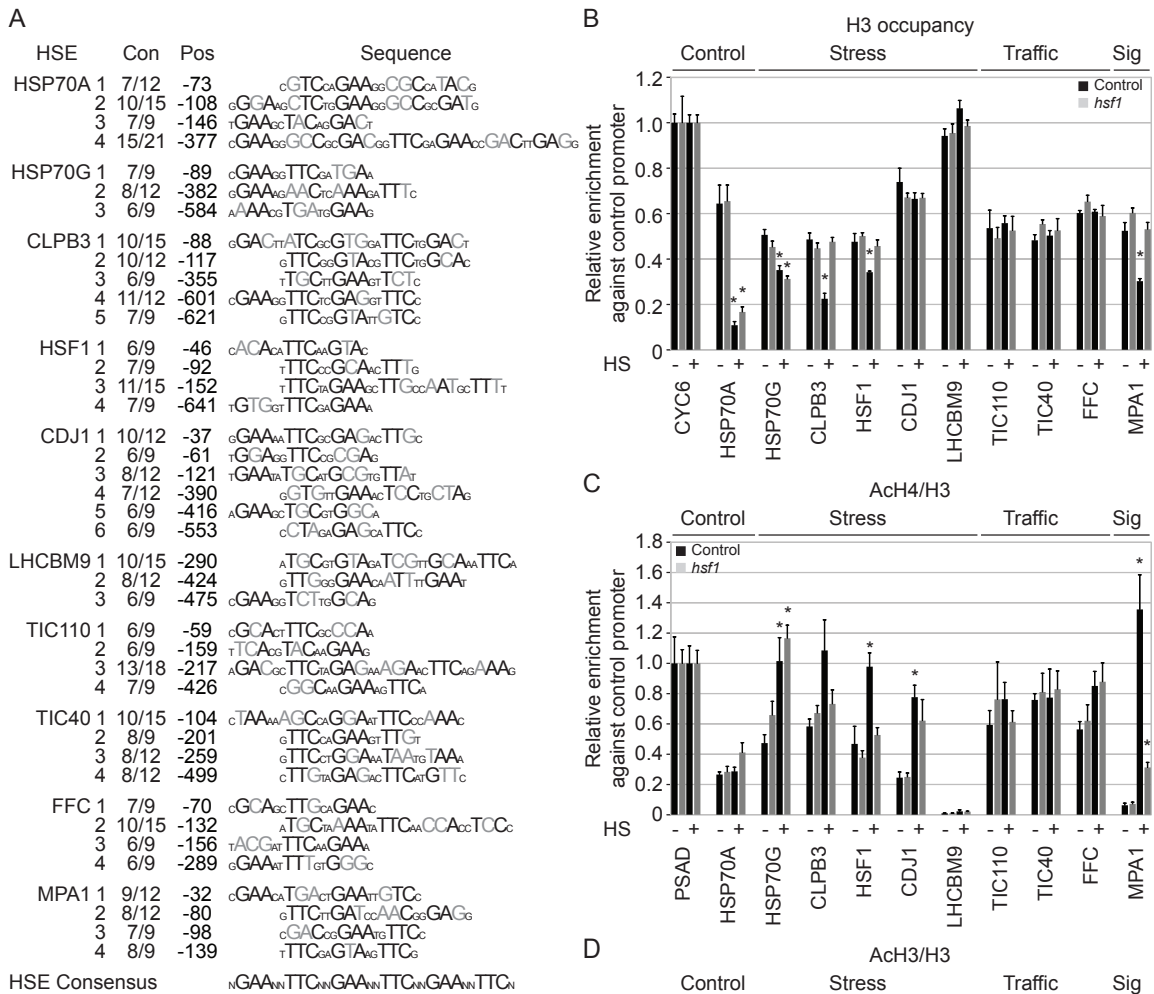 A
HSE Con Pos Sequence
HSP70A 1 7/12 -73 CGTCCAGAAGGCGCCATACG
2 10/15 -108 GGGAAGCTCTGGAAGGGCCGCGATG
3 7/9 -146 TGAAGCTACAGGACT
4 15/21 -377 CGAAGGGCCGCGACGGTTCGAGAACCGACTTGAGG
HSP70G 1 7/9 -89 CGAAGGTTCGATGAA
2 8/12 -382 GGAAAGAACTCAAAGATTTC
3 6/9 -584 AAAACGTGATGGAAG
CLPB3 1 10/15 -88 GGACTTATCGCGTGGATTCTGGACT
2 10/12 -117 GTTCGGGTACGTTCTGGCAC
3 6/9 -355 TTGCTTGAAGTTCTC
4 11/12 -601 CGAAGGTTCTCGAGGTTTCC
5 7/9 -621 GTTCCGGTATTGTCC
HSF1 1 6/9 -46 CACACATTCAAGTAC
2 7/9 -92 TTTCCCGCAACTTTG
3 11/15 -152 TTTCTAGAAGCTTGCCAATGCTTTT
4 7/9 -641 TGTGGTTTCGAGAAA
CDJ1 1 10/12 -37 GGAAAATTCGCGAGACTTGC
2 6/9 -61 TGGAGGTTCCGCGAG
3 8/12 -121 TGAATATGCATGCGTGTTAT
4 7/12 -390 GGTGTTGAAACTCCTGCTAG
5 6/9 -416 AGAAGCTGCGTGGCA
6 6/9 -553 CCTAGAGAGCATTCC
LHCBM9 1 10/15 -290 ATGCGTGTAGATCGTTGCAAATTCA
2 8/12 -424 GTTGGGGAACAATTTTGAAT
3 6/9 -475 CGAAGGTCTTGGCAG
TIC110 1 6/9 -59 CGCACTTTCGCCCAA
2 6/9 -159 TTCACGTACAAGAAG
3 13/18 -217 AGACGCTTCTAGAGAAAGAACTTCAGAAAG
4 7/9 -426 CGGCAAGAAAGTTCA
TIC40 1 10/15 -104 CTAAAAAGCCAGGAATTTCCCAAAC
2 8/9 -201 GTTCCAGAAGTTTGT
3 8/12 -259 GTTCCTGGAAATAATGTAAA
4 8/12 -499 CTTGTAGAGACTTCATGTTC
FFC 1 7/9 -70 CGCAGCTTGCAGAAC
2 10/15 -132 ATGCTAAAATATTCAACCACCTCCC
3 6/9 -156 TACGATTTCAAGAAA
4 6/9 -289 GGAAATTTTGTGGGC
MPA1 1 9/12 -32 CGAACATGACTGAATTGTCC
2 8/12 -80 GTTCTTGATCCAACGGGAGG
3 7/9 -98 CGACCGGAATGTTCC
4 8/9 -139 TTTCGAGTAAGTTCG
HSE Consensus NGAANNTTCNNGAANNTTCNNGAANNTTCN
B
H3 occupancy
Control Stress Traffic Sig
Relative enrichment
against control promoter
1.2
1.0
0.8
0.6
0.4
0.2
0
Control
hsf1
* * * * * * *
HS - + - + - + - + - + - + - + - + - + - + - +
CYC6 HSP70A HSP70G CLPB3 HSF1 CDJ1 LHCBM9 TIC110 TIC40 FFC MPA1
C
AcH4/H3
Control Stress Traffic Sig
Relative enrichment
against control promoter
1.8
1.6
1.4
1.2
1.0
0.8
0.6
0.4
0.2
0
Control
hsf1
* * * * * *
HS - + - + - + - + - + - + - + - + - + - + - +
PSAD HSP70A HSP70G CLPB3 HSF1 CDJ1 LHCBM9 TIC110 TIC40 FFC MPA1
D
AcH3/H3
Control Stress Traffic Sig